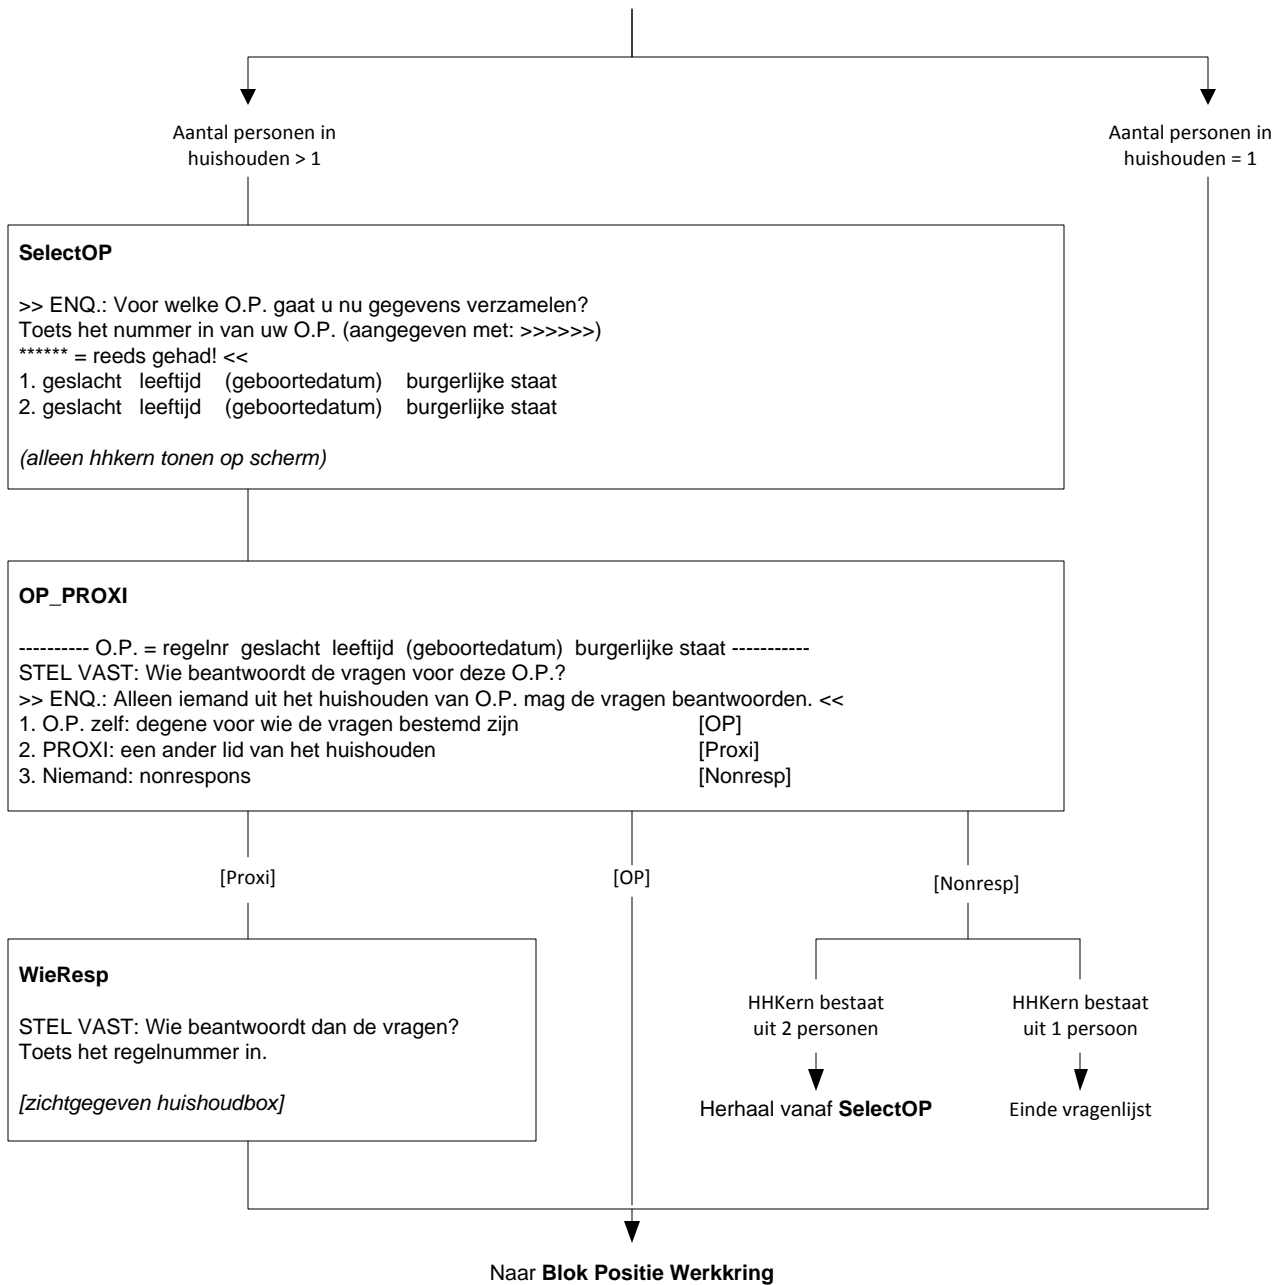 Aantal personen in
huishouden > 1
Aantal personen in
huishouden = 1
SelectOP
>> ENQ.: Voor welke O.P. gaat u nu gegevens verzamelen?
Toets het nummer in van uw O.P. (aangegeven met: >>>>>>)
****** = reeds gehad! <<
1. geslacht leeftijd (geboortedatum) burgerlijke staat
2. geslacht leeftijd (geboortedatum) burgerlijke staat
(alleen hhkern tonen op scherm)
OP_PROXI
---------- O.P. = regelnr geslacht leeftijd (geboortedatum) burgerlijke staat -----------
STEL VAST: Wie beantwoordt de vragen voor deze O.P.?
>> ENQ.: Alleen iemand uit het huishouden van O.P. mag de vragen beantwoorden. <<
1. O.P. zelf: degene voor wie de vragen bestemd zijn [OP]
2. PROXI: een ander lid van het huishouden [Proxi]
3. Niemand: nonrespons [Nonresp]
[Proxi]
[OP]
[Nonresp]
WieResp
STEL VAST: Wie beantwoordt dan de vragen?
Toets het regelnummer in.
[zichtgegeven huishoudbox]
HHKern bestaat
uit 2 personen
HHKern bestaat
uit 1 persoon
Herhaal vanaf SelectOP
Einde vragenlijst
Naar Blok Positie Werkkring